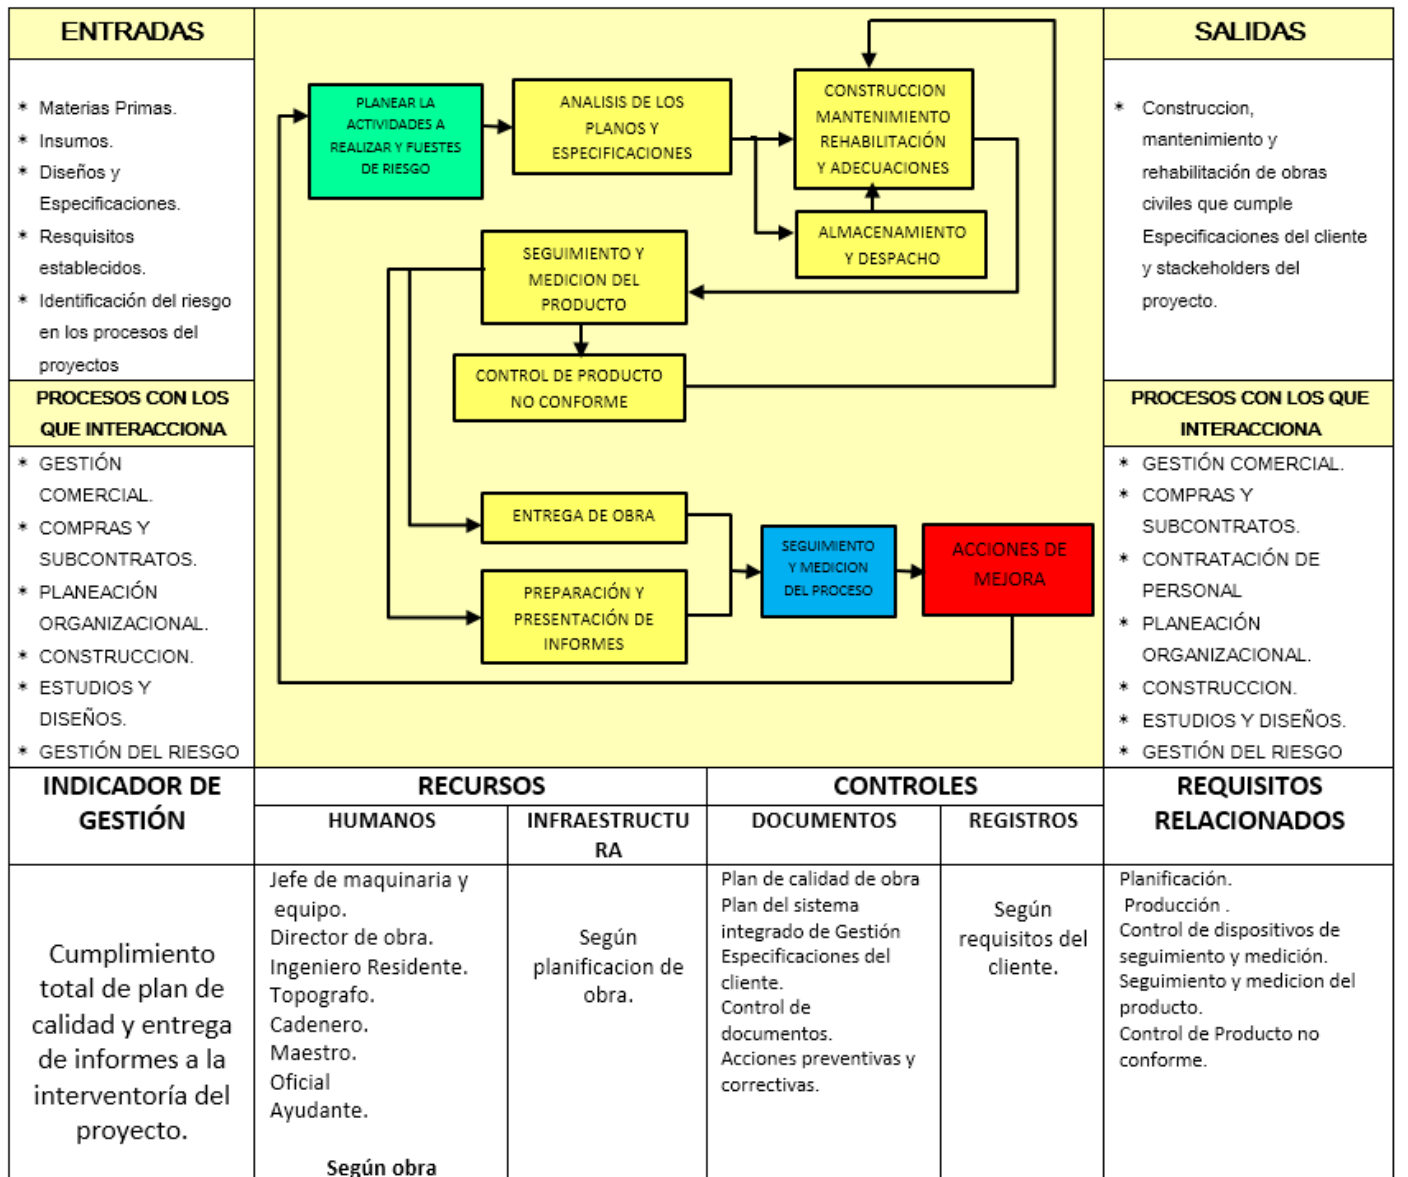 ENTRADAS
* Materias Primas.
* Insumos.
* Diseños y
Especificaciones.
* Resquisitos
establecidos.
* Identificación del riesgo
en los procesos del
proyectos
PROCESOS CON LOS
QUE INTERACCIONA
* GESTIÓN
COMERCIAL.
* COMPRAS Y
SUBCONTRATOS.
* PLANEACIÓN
ORGANIZACIONAL.
* CONSTRUCCION.
* ESTUDIOS Y
DISEÑOS.
* GESTIÓN DEL RIESGO
PLANEAR LA
ACTIVIDADES A
REALIZAR Y FUESTES
DE RIESGO
ANALISIS DE LOS
PLANOS Y
ESPECIFICACIONES
CONSTRUCCION
MANTENIMIENTO
REHABILITACIÓN
Y ADECUACIONES
ALMACENAMIENTO
Y DESPACHO
SEGUIMIENTO Y
MEDICION DEL
PRODUCTO
CONTROL DE PRODUCTO
NO CONFORME
ENTREGA DE OBRA
PREPARACIÓN Y
PRESENTACIÓN DE
INFORMES
SEGUIMIENTO
Y MEDICION
DEL PROCESO
ACCIONES DE
MEJORA
SALIDAS
* Construccion,
mantenimiento y
rehabilitación de obras
civiles que cumple
Especificaciones del cliente
y stackeholders del
proyecto.
PROCESOS CON LOS QUE
INTERACCIONA
* GESTIÓN COMERCIAL.
* COMPRAS Y
SUBCONTRATOS.
* CONTRATACIÓN DE
PERSONAL
* PLANEACIÓN
ORGANIZACIONAL.
* CONSTRUCCION.
* ESTUDIOS Y DISEÑOS.
* GESTIÓN DEL RIESGO
INDICADOR DE
GESTIÓN
RECURSOS
CONTROLES
REQUISITOS
RELACIONADOS
HUMANOS
INFRAESTRUCTU
RA
DOCUMENTOS
REGISTROS
Cumplimiento
total de plan de
calidad y entrega
de informes a la
interventoría del
proyecto.
Jefe de maquinaria y
equipo.
Director de obra.
Ingeniero Residente.
Topografo.
Cadenero.
Maestro.
Oficial
Ayudante.
Según obra
Según
planificacion de
obra.
Plan de calidad de obra
Plan del sistema
integrado de Gestión
Especificaciones del
cliente.
Control de
documentos.
Acciones preventivas y
correctivas.
Según
requisitos del
cliente.
Planificación.
Producción .
Control de dispositivos de
seguimiento y medición.
Seguimiento y medicion del
producto.
Control de Producto no
conforme.